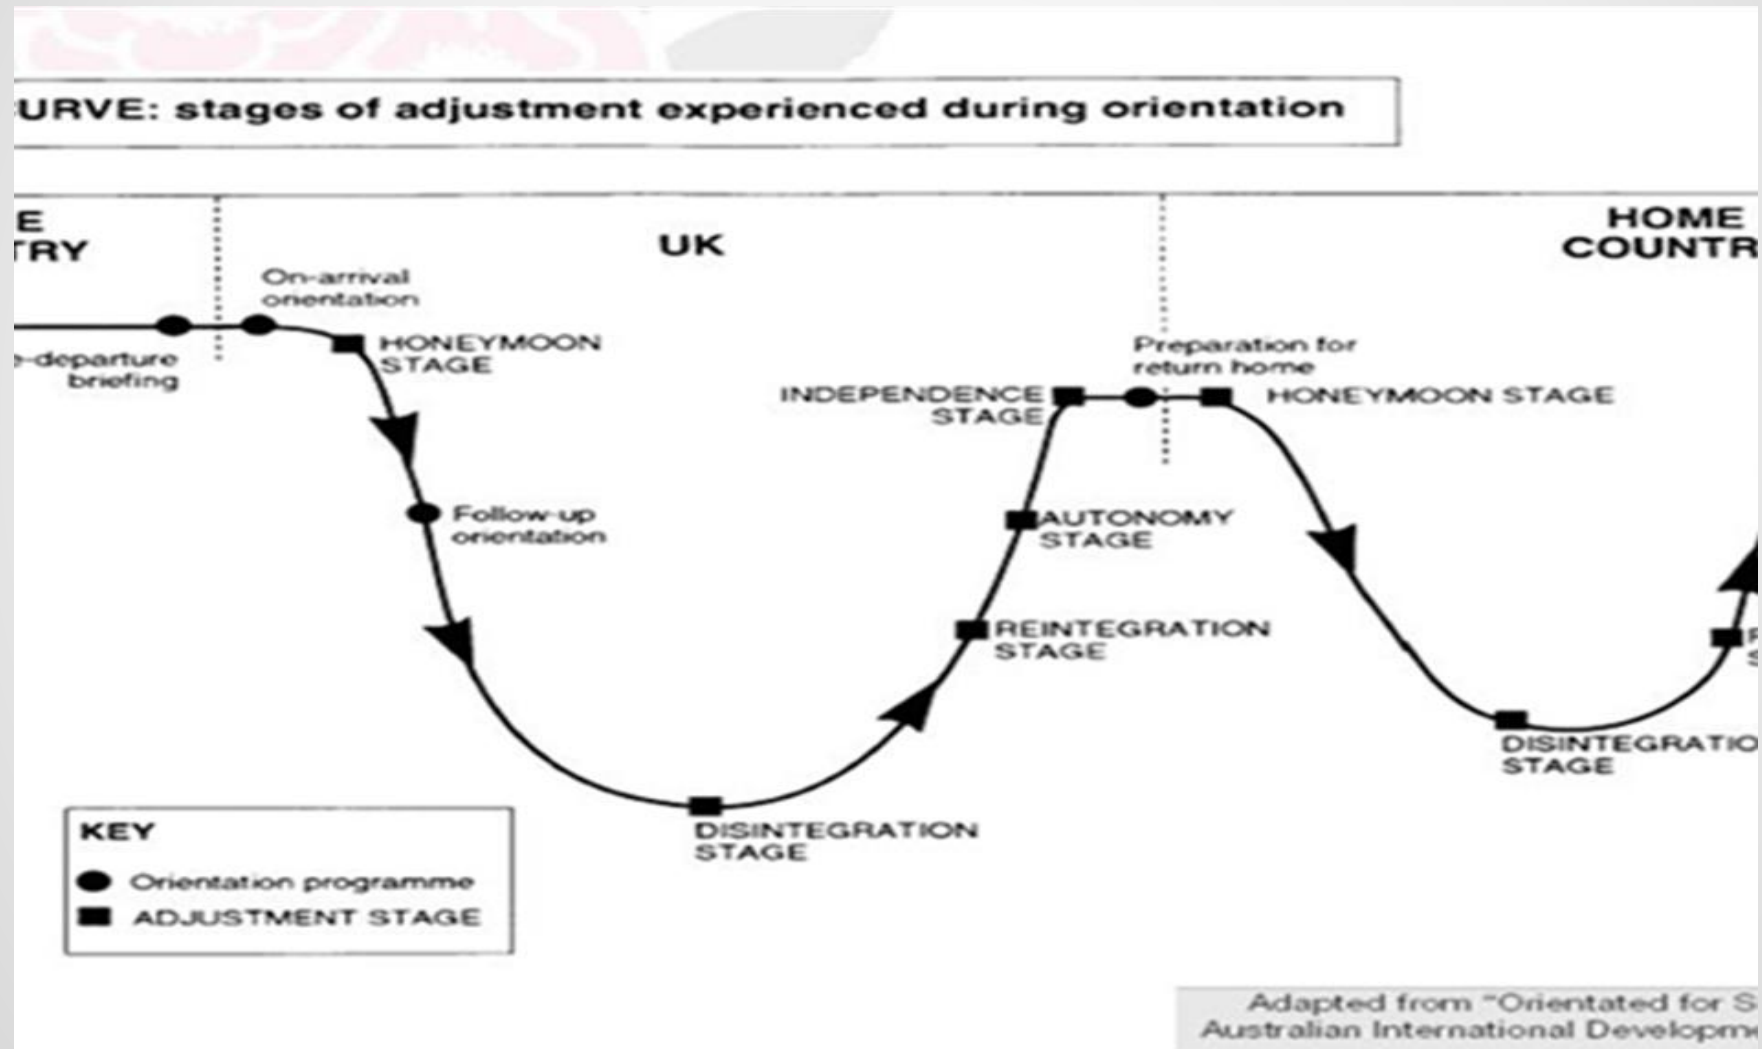 URVE: stages of adjustment experienced during orientation
E
TRY
UK
HOME
COUNTR
On-arrival
orientation
e-departure
briefing
HONEYMOON
STAGE
Preparation for
return home
INDEPENDENCE
STAGE
HONEYMOON STAGE
Follow-up
orientation
AUTONOMY
STAGE
REINTEGRATION
STAGE
DISINTEGRATIO
STAGE
DISINTEGRATION
STAGE
KEY
Orientation programme
ADJUSTMENT STAGE
Adapted from "Orientated for S
Australian International Developm